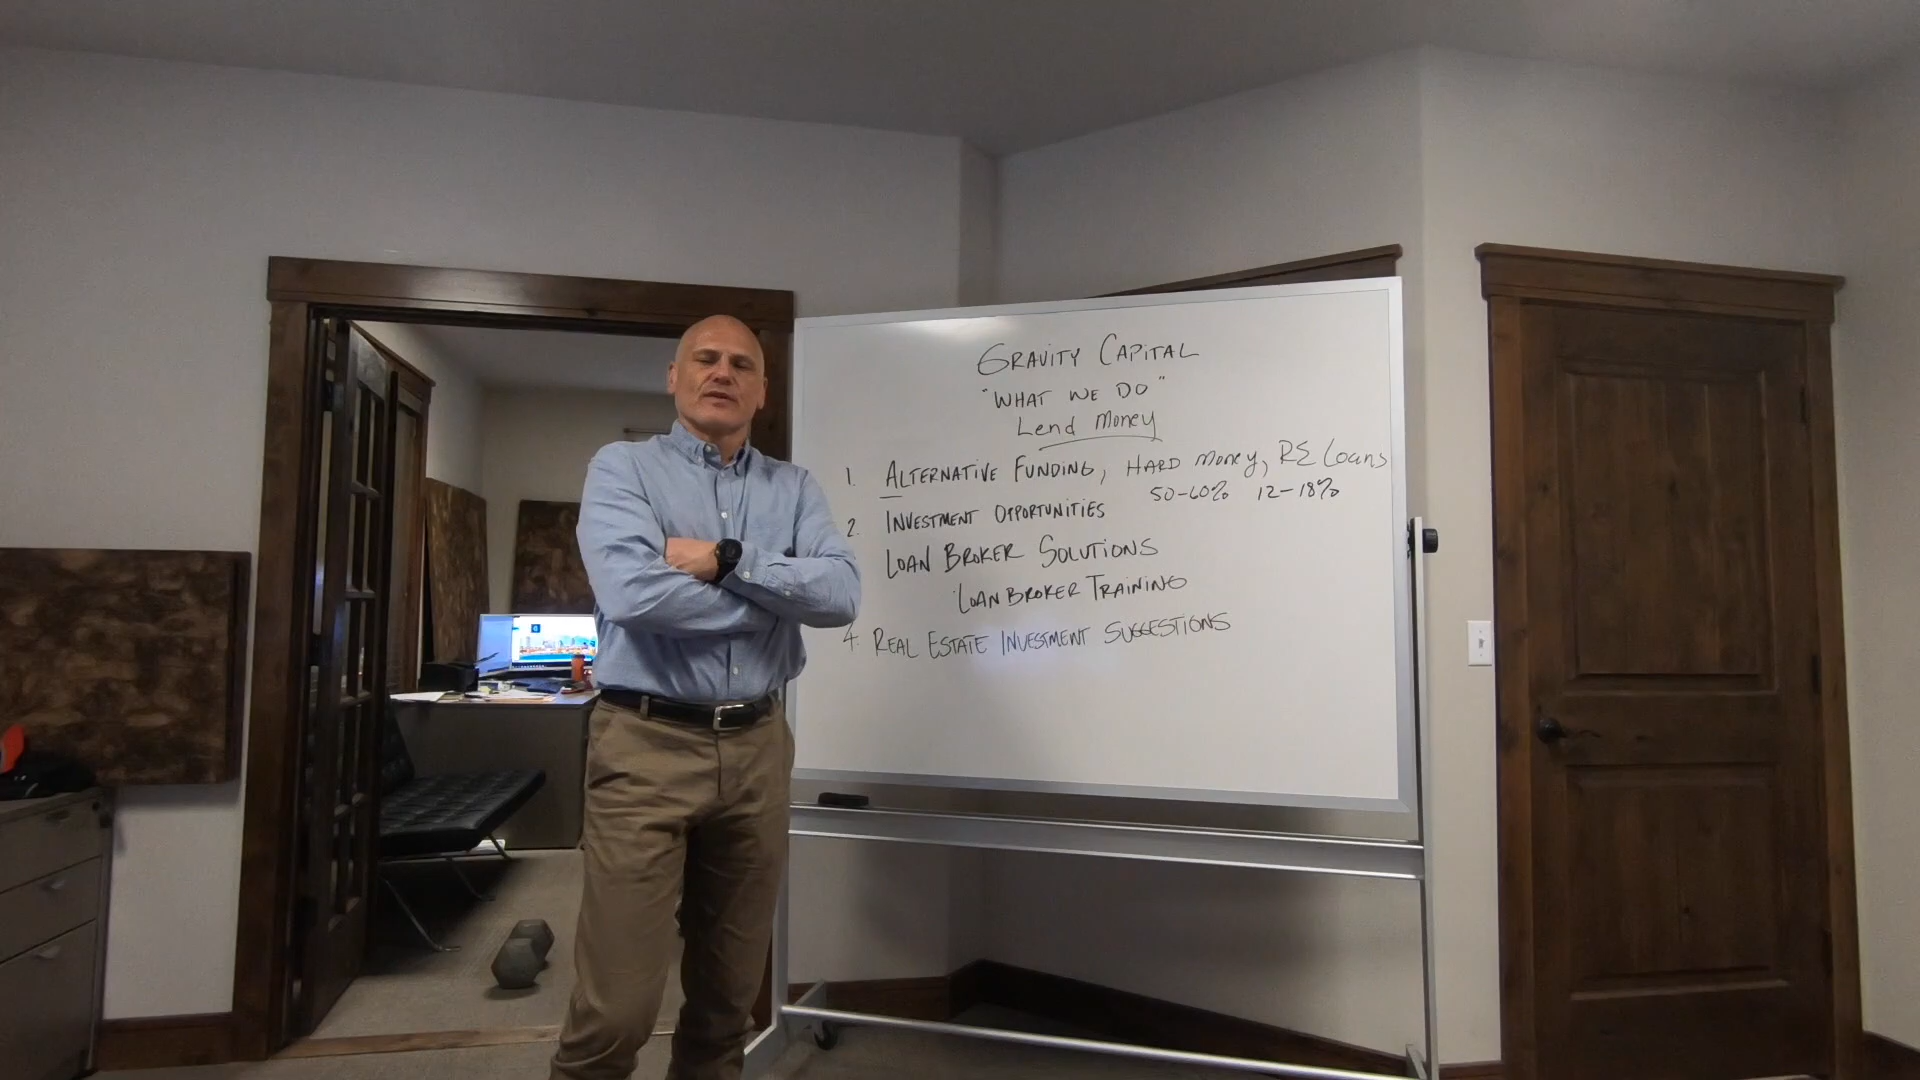 GRAVITY CAPITAL
"WHAT WE DO"
Lend Money
1. ALTERNATIVE FUNDING, HARD MONEY, RE Loans
50-60% 12-18%
2. INVESTMENT OPPORTUNITIES
LOAN BROKER SOLUTIONS
LOAN BROKER TRAINING
4. REAL ESTATE INVESTMENT SUGGESTIONS